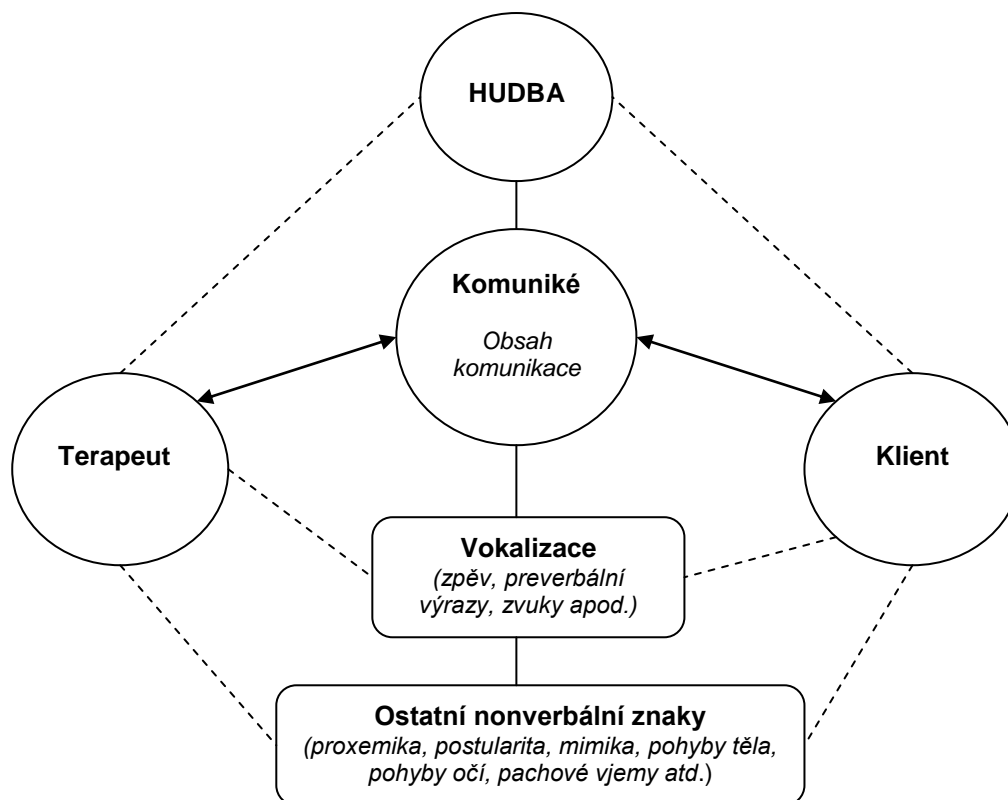 HUDBA
Komuniké
Obsah
komunikace
Terapeut
Klient
Vokalizace
(zpěv, preverbální
výrazy, zvuky apod.)
Ostatní nonverbální znaky
(proxemika, postularita, mimika, pohyby těla,
pohyby očí, pachové vjemy atd.)